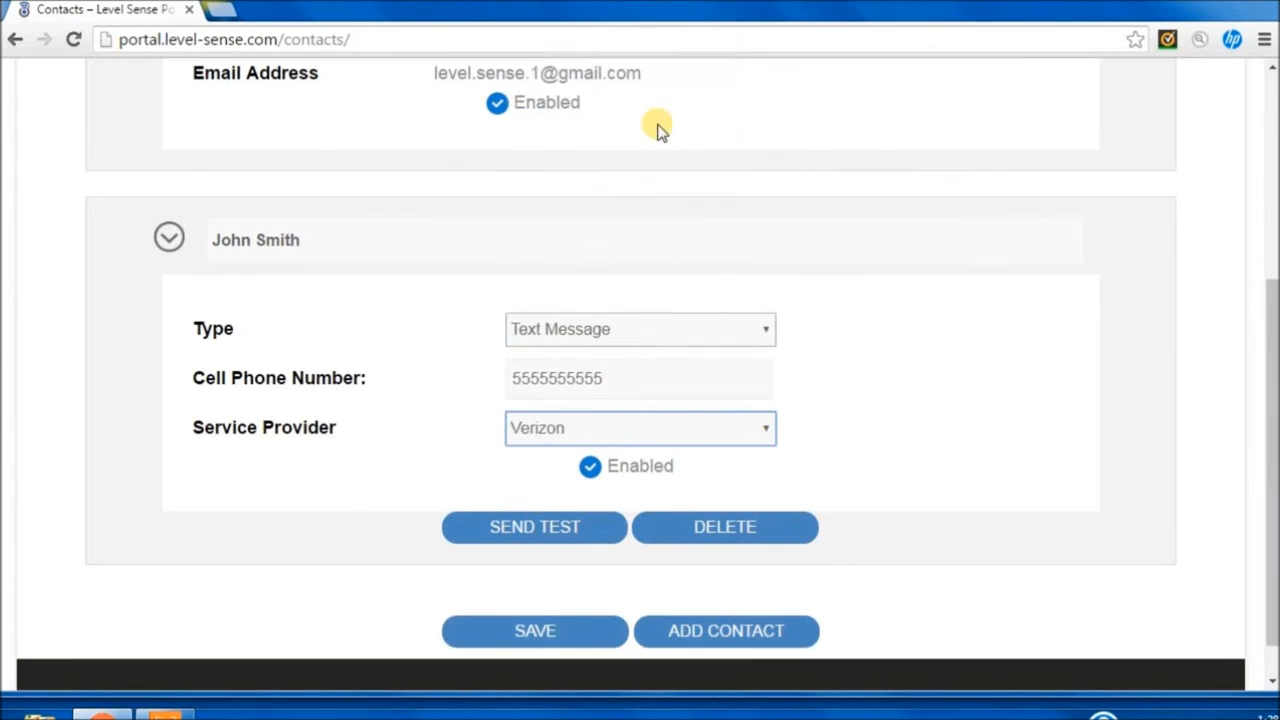 Contacts – Level Sense Po
portal.level-sense.com/contacts/
Email Address level.sense.1@gmail.com
Enabled
John Smith
Type Text Message
Cell Phone Number: 5555555555
Service Provider Verizon
Enabled
SEND TEST DELETE
SAVE ADD CONTACT